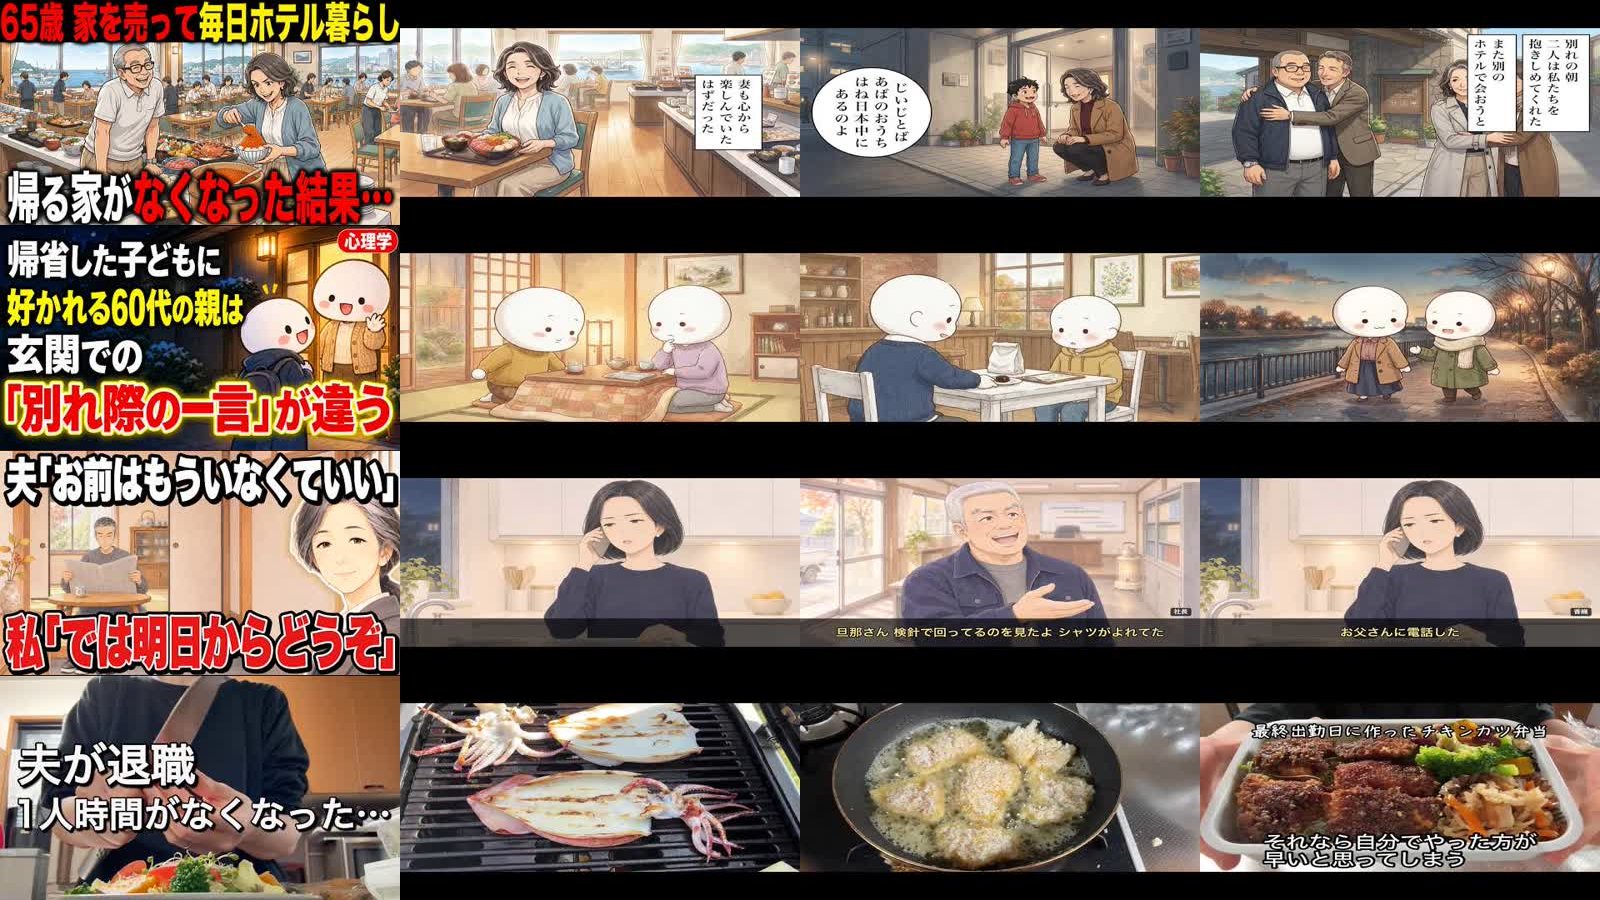 65歳 家を売って毎日ホテル暮らし
帰る家がなくなった結果…
妻も心から
楽しんでいた
はずだった
じいじとば
あばのおうち
はね日本中に
あるのよ
別れの朝
二人は私たちを
抱きしめてくれた
また別の
ホテルで会おうと
心理学
帰省した子どもに
好かれる60代の親は
玄関での
「別れ際の一言」が違う
夫「お前はもういなくていい」
私「では明日からどうぞ」
社長
旦那さん 検針で回ってるのを見たよ シャツがよれてた
お父さんに電話した
夫が退職
1人時間がなくなった…
最終出勤日に作ったチキンカツ弁当
それなら自分でやった方が
早いと思ってしまう